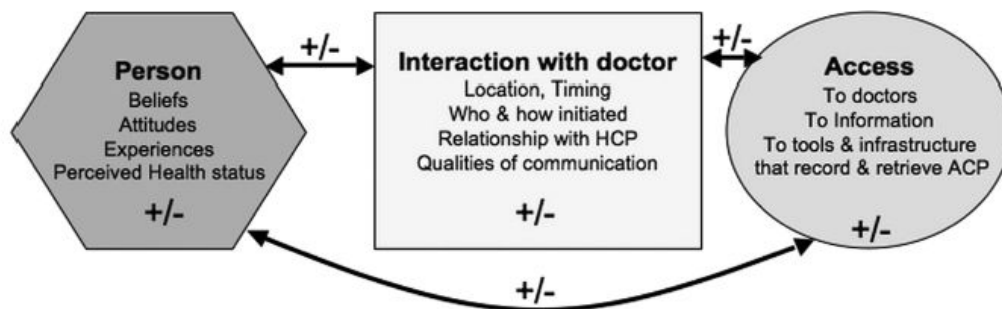 +/-
+/-
Person
Beliefs
Attitudes
Experiences
Perceived Health status
+/-
Interaction with doctor
Location, Timing
Who & how initiated
Relationship with HCP
Qualities of communication
+/-
Access
To doctors
To Information
To tools & infrastructure
that record & retrieve ACP
+/-
+/-